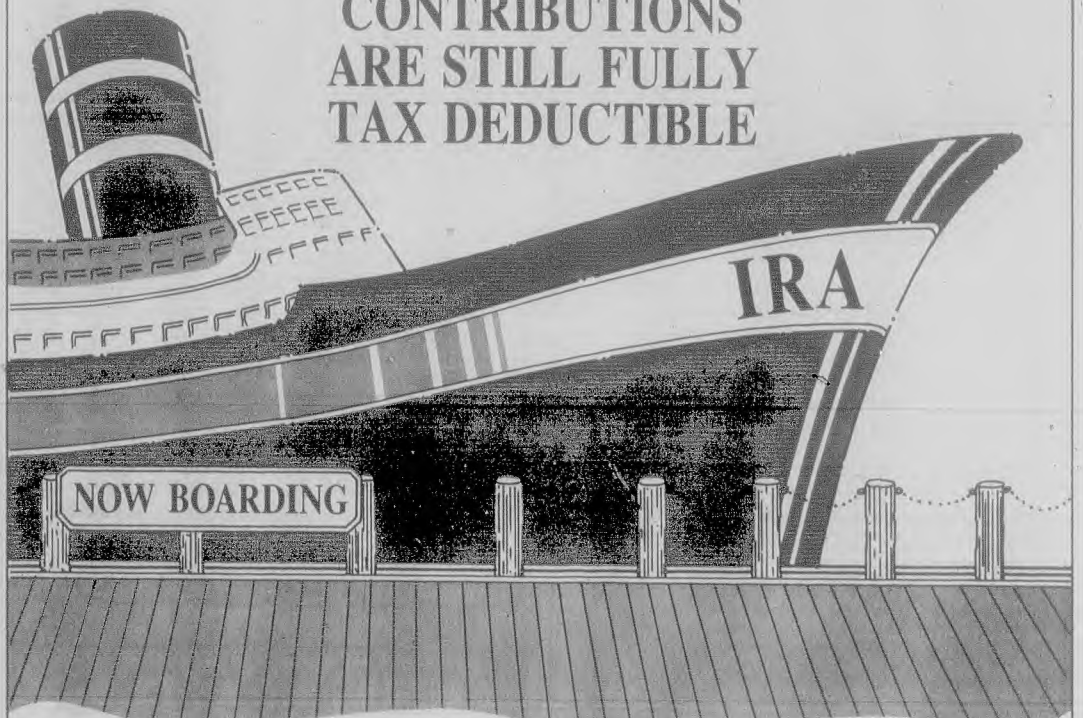 CONTRIBUTIONS
ARE STILL FULLY
TAX DEDUCTIBLE
IRA
NOW BOARDING